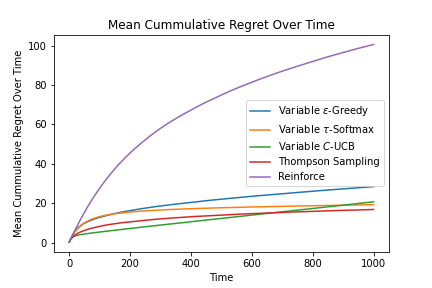 Mean Cummulative Regret Over Time
Mean Cummulative Regret Over Time
100
80
60
40
20
0
Variable ε-Greedy
Variable τ-Softmax
Variable C-UCB
Thompson Sampling
Reinforce
0 200 400 600 800 1000
Time